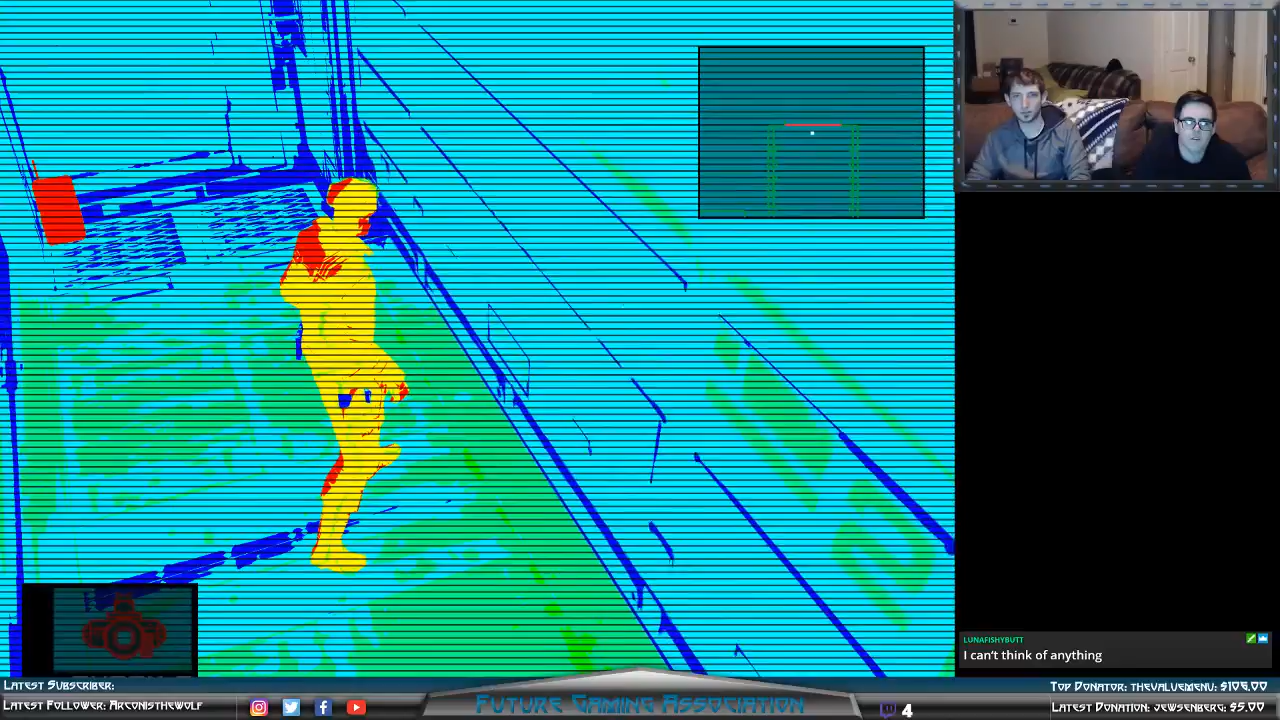 LUNAFISHYBUTT
I can't think of anything
LATEST SUBSCRIBER:
LATEST FOLLOWER: ARCONISTHEWOLF
FUTURE GAMING ASSOCIATION
4
TOP DONATOR: THEVALUEMENU: $106.00
LATEST DONATION: JEWSENBERG: $5.00